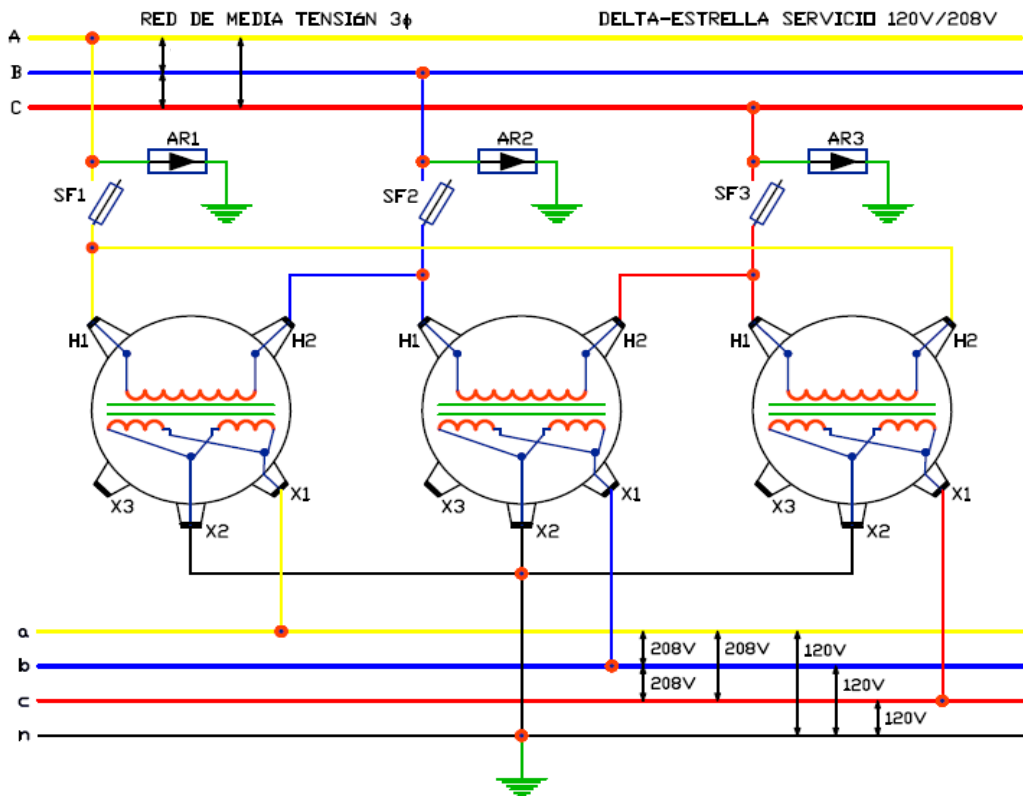 RED DE MEDIA TENSIÓN 3ϕ
DELTA-ESTRELLA SERVICIO 120V/208V
A
B
C
AR1
AR2
AR3
SF1
SF2
SF3
H1
H2
H1
H2
H1
H2
X3
X1
X3
X1
X3
X1
X2
X2
X2
a
208V
208V
120V
b
208V
120V
c
120V
n